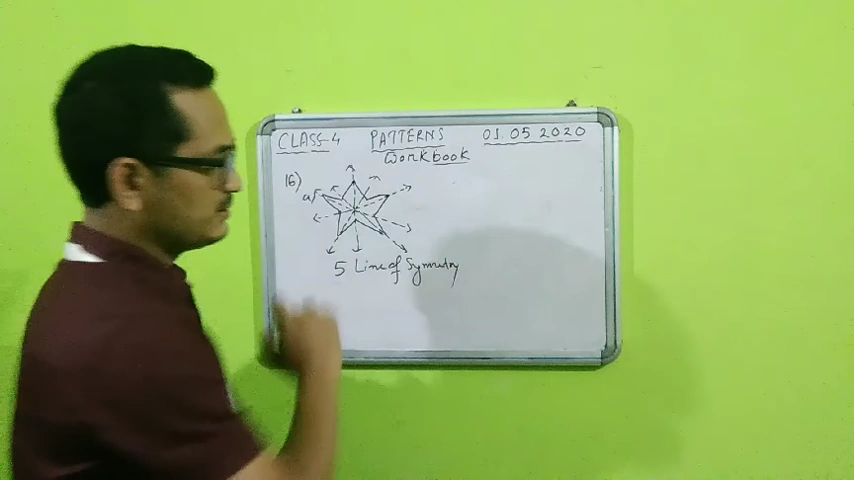 CLASS-4 PATTERNS 01.05.2020
Workbook
16)
a)
5 Line of Symmetry